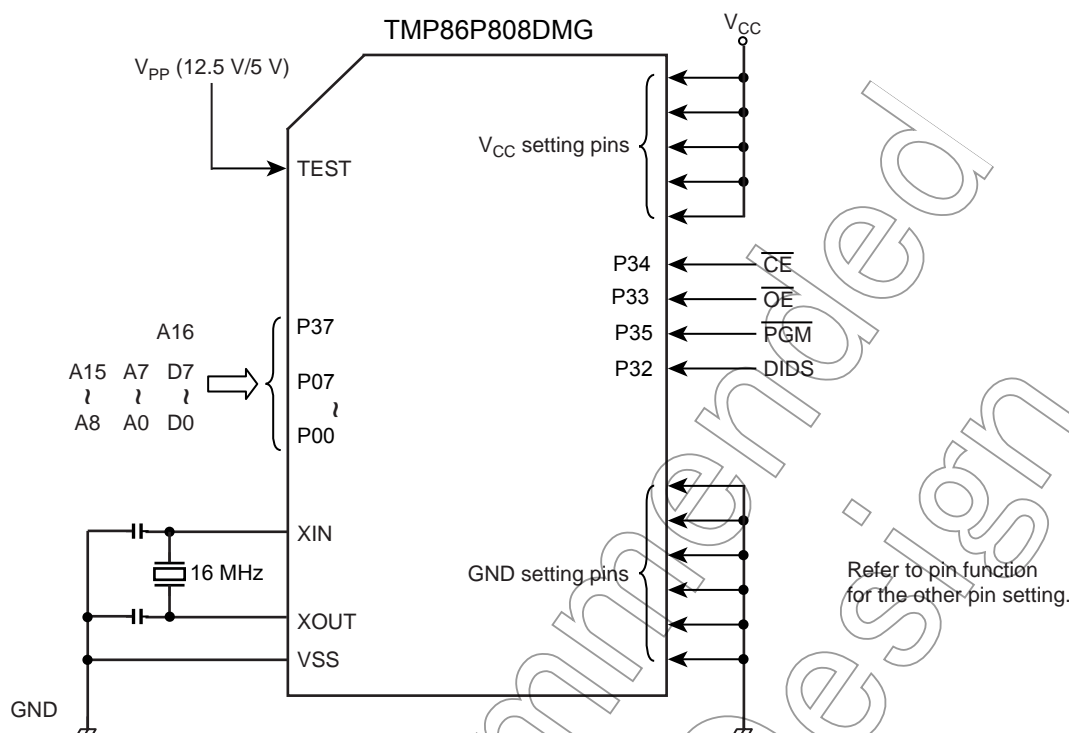 TMP86P808DMG
VCC
VPP (12.5 V/5 V)
VCC setting pins
TEST
P34 CE
P33 OE
P35 PGM
P32 DIDS
A16
P37
A15 A7 D7
P07
~ ~ ~
~
A8 A0 D0
P00
XIN
16 MHz
GND setting pins
Refer to pin function
for the other pin setting.
XOUT
VSS
GND
mmended
esign